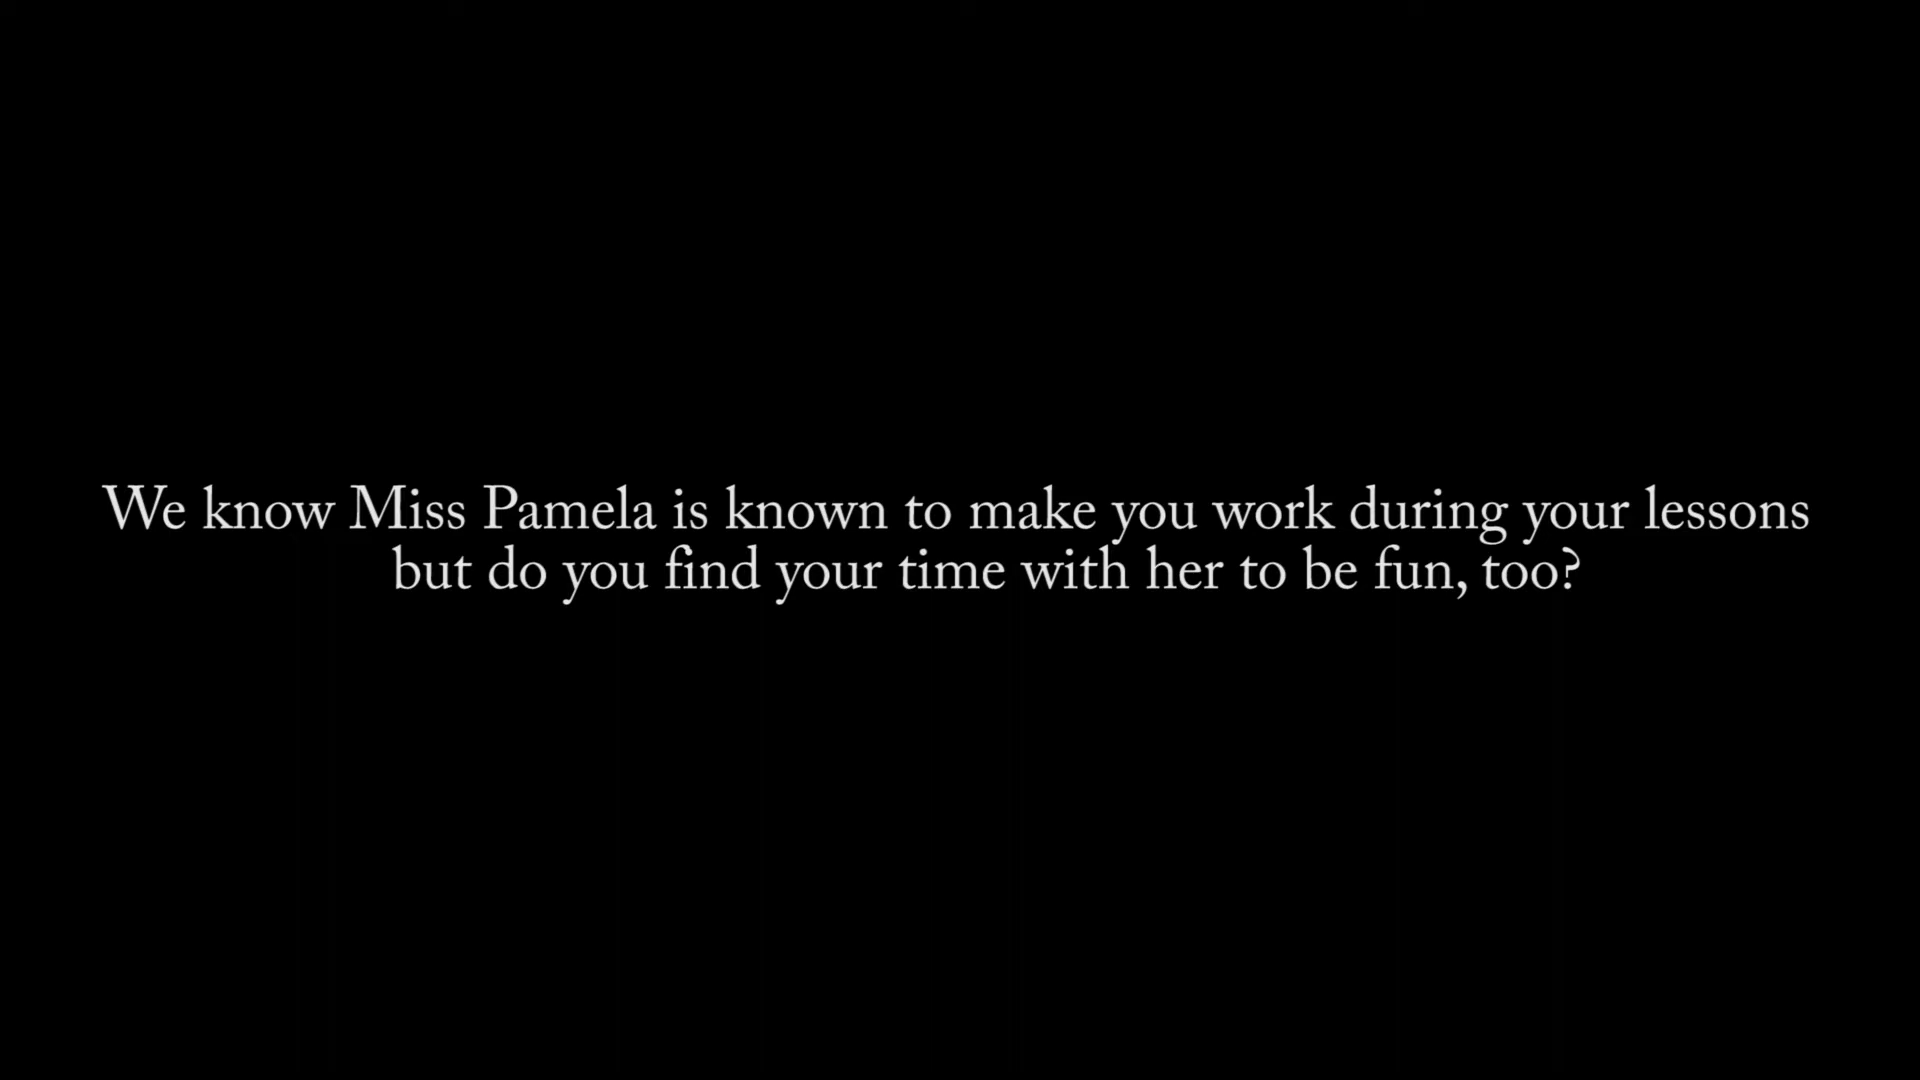 We know Miss Pamela is known to make you work during your lessons
but do you find your time with her to be fun, too?